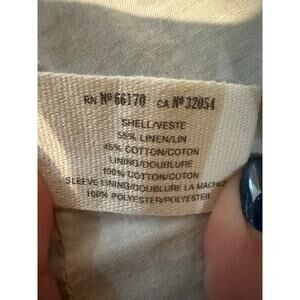 RN Nº 66170 CA Nº 32054
SHELL/VESTE
55% LINEN/LIN
45% COTTON/COTON
LINING/DOUBLURE
100% COTTON/COTON
SLEEVE LINING/DOUBLURE LA MACHE
100% POLYESTER/POLYESTER